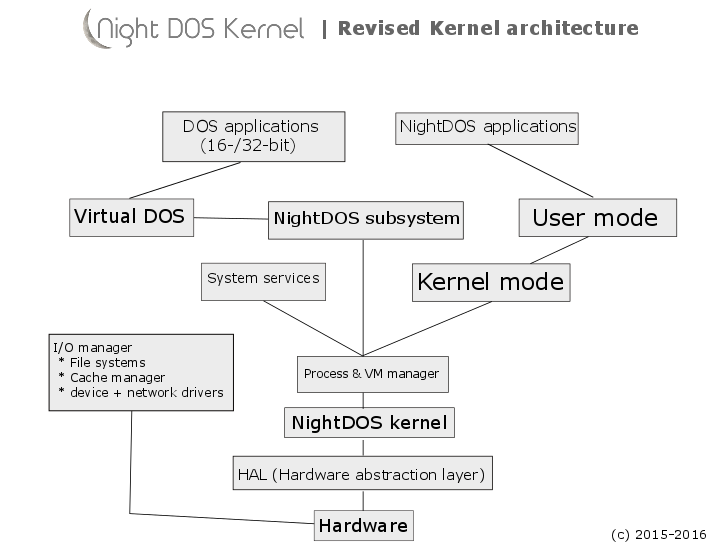 Night DOS Kernel | Revised Kernel architecture
DOS applications
(16-/32-bit)
NightDOS applications
Virtual DOS
NightDOS subsystem
User mode
System services
Kernel mode
I/O manager
* File systems
* Cache manager
* device + network drivers
Process & VM manager
NightDOS kernel
HAL (Hardware abstraction layer)
Hardware
(c) 2015-2016